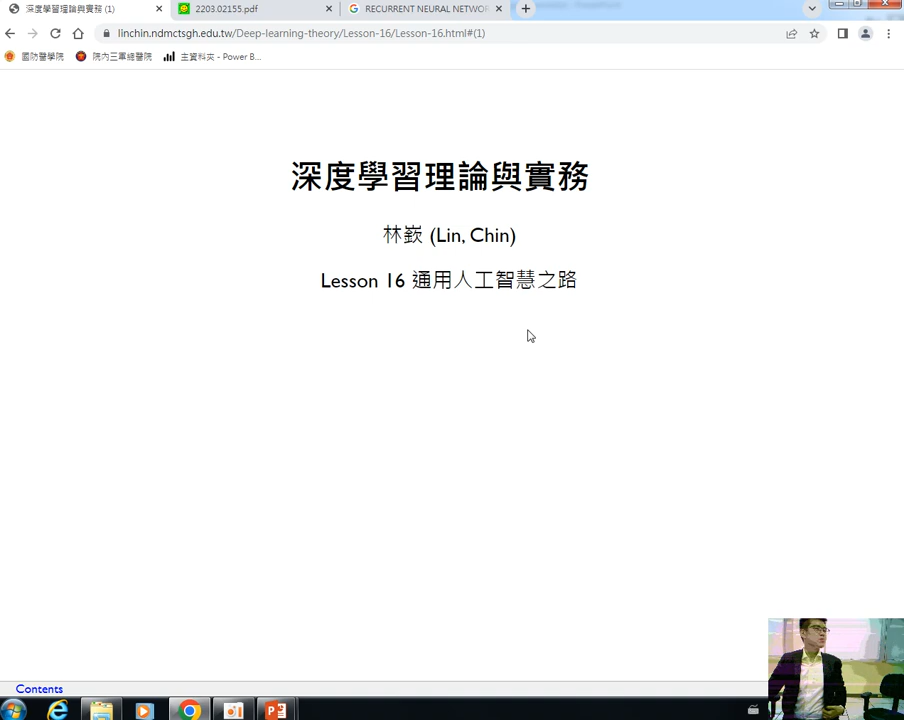 深度學習理論與實務 (1)
2203.02155.pdf
RECURRENT NEURAL NETWOR
linchin.ndmctsgh.edu.tw/Deep-learning-theory/Lesson-16/Lesson-16.html#(1)
國防醫學院
院內三軍總醫院
主資料夾 - Power B...
深度學習理論與實務
林嶔 (Lin, Chin)
Lesson 16 通用人工智慧之路
Contents